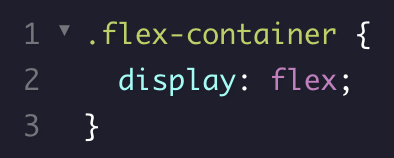 1 ▼ .flex-container {
2 display: flex;
3 }